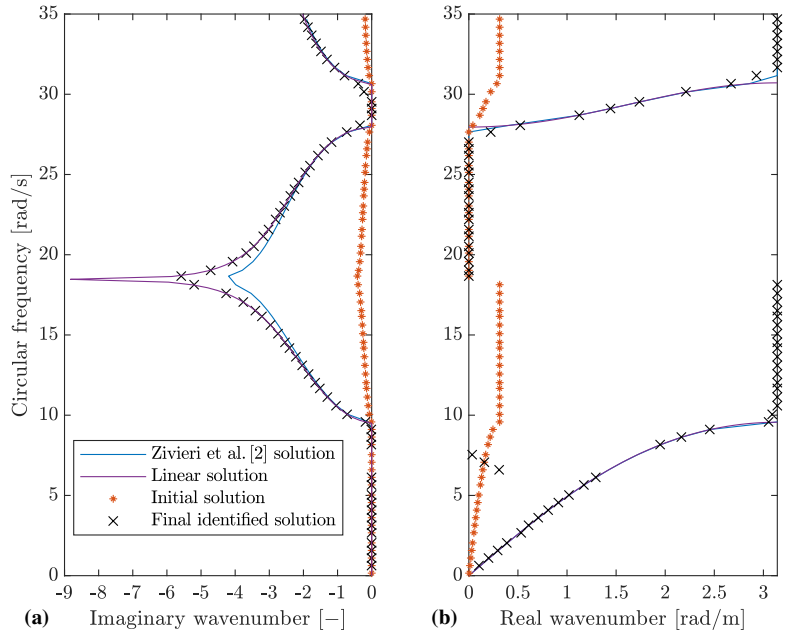 35
30
25
20
15
10
5
0
Circular frequency [rad/s]
-9 -8 -7 -6 -5 -4 -3 -2 -1 0
(a) Imaginary wavenumber [−]
Zivieri et al. [2] solution
Linear solution
Initial solution
Final identified solution
35
30
25
20
15
10
5
0
0 0.5 1 1.5 2 2.5 3
(b) Real wavenumber [rad/m]